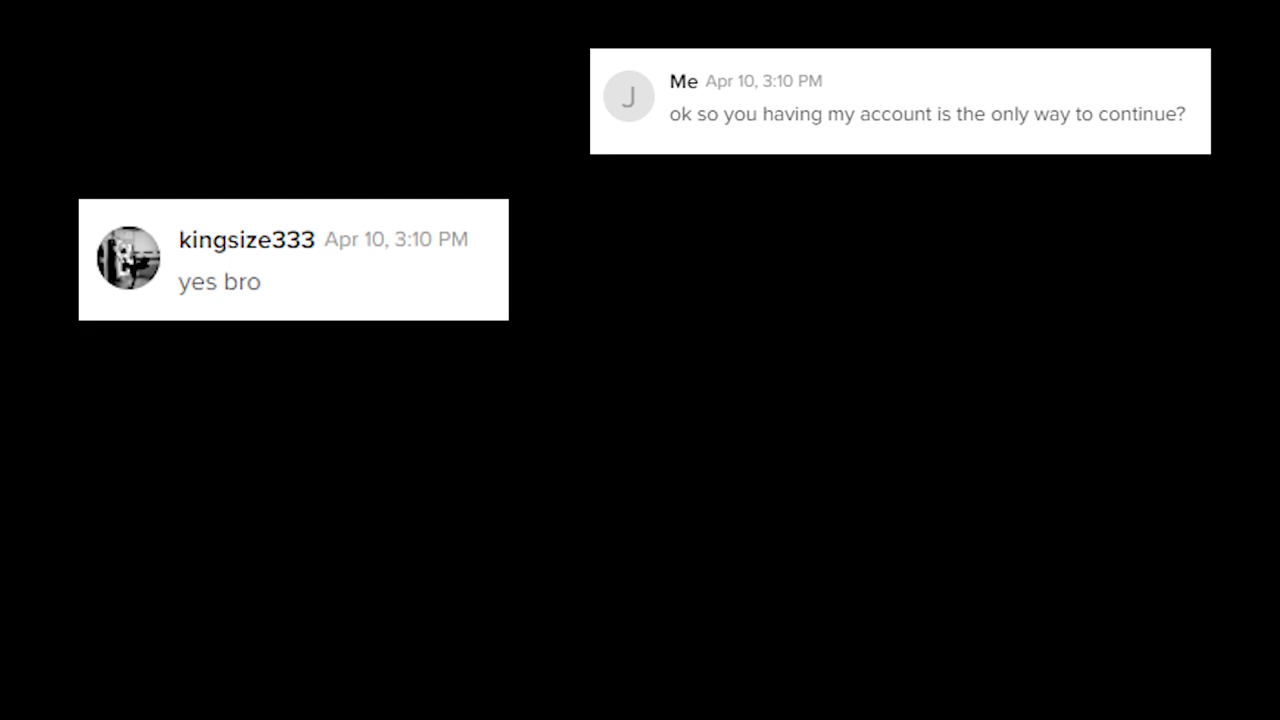 J
Me Apr 10, 3:10 PM
ok so you having my account is the only way to continue?
kingsize333 Apr 10, 3:10 PM
yes bro